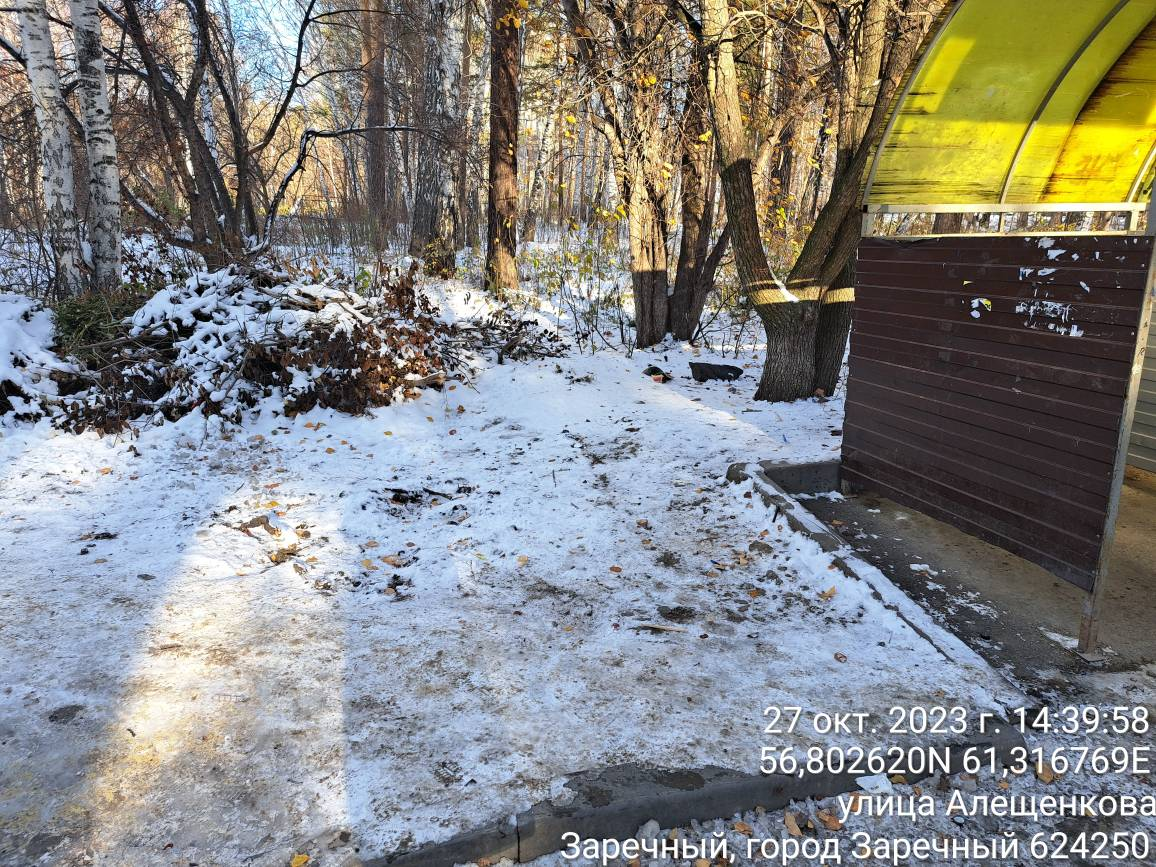 27 окт. 2023 г. 14:39:58
56,802620N 61,316769E
улица Алещенкова
Заречный, город Заречный 624250